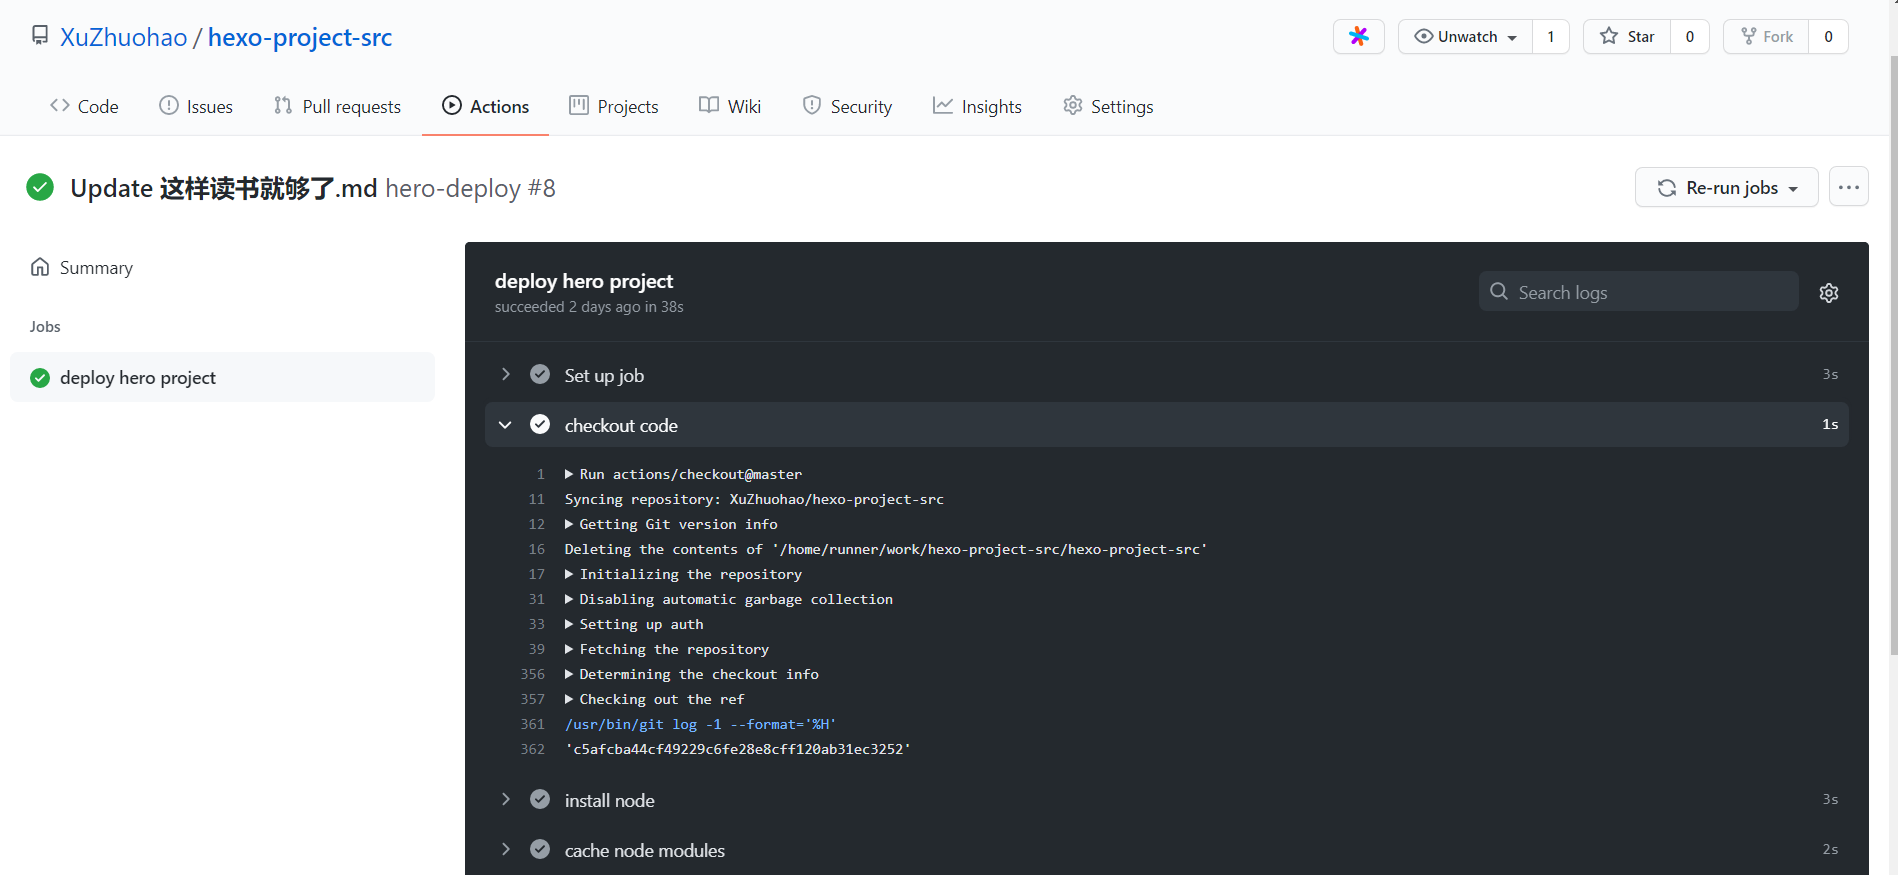 XuZhuohao / hexo-project-src
Unwatch 1
Star 0
Fork 0
Code
Issues
Pull requests
Actions
Projects
Wiki
Security
Insights
Settings
Update 这样读书就够了.md hero-deploy #8
Re-run jobs
Summary
Jobs
deploy hero project
deploy hero project
succeeded 2 days ago in 38s
Search logs
Set up job 3s
checkout code 1s
1 Run actions/checkout@master
11 Syncing repository: XuZhuohao/hexo-project-src
12 Getting Git version info
16 Deleting the contents of '/home/runner/work/hexo-project-src/hexo-project-src'
17 Initializing the repository
31 Disabling automatic garbage collection
33 Setting up auth
39 Fetching the repository
356 Determining the checkout info
357 Checking out the ref
361 /usr/bin/git log -1 --format='%H'
362 'c5afcba44cf49229c6fe28e8cff120ab31ec3252'
install node 3s
cache node modules 2s